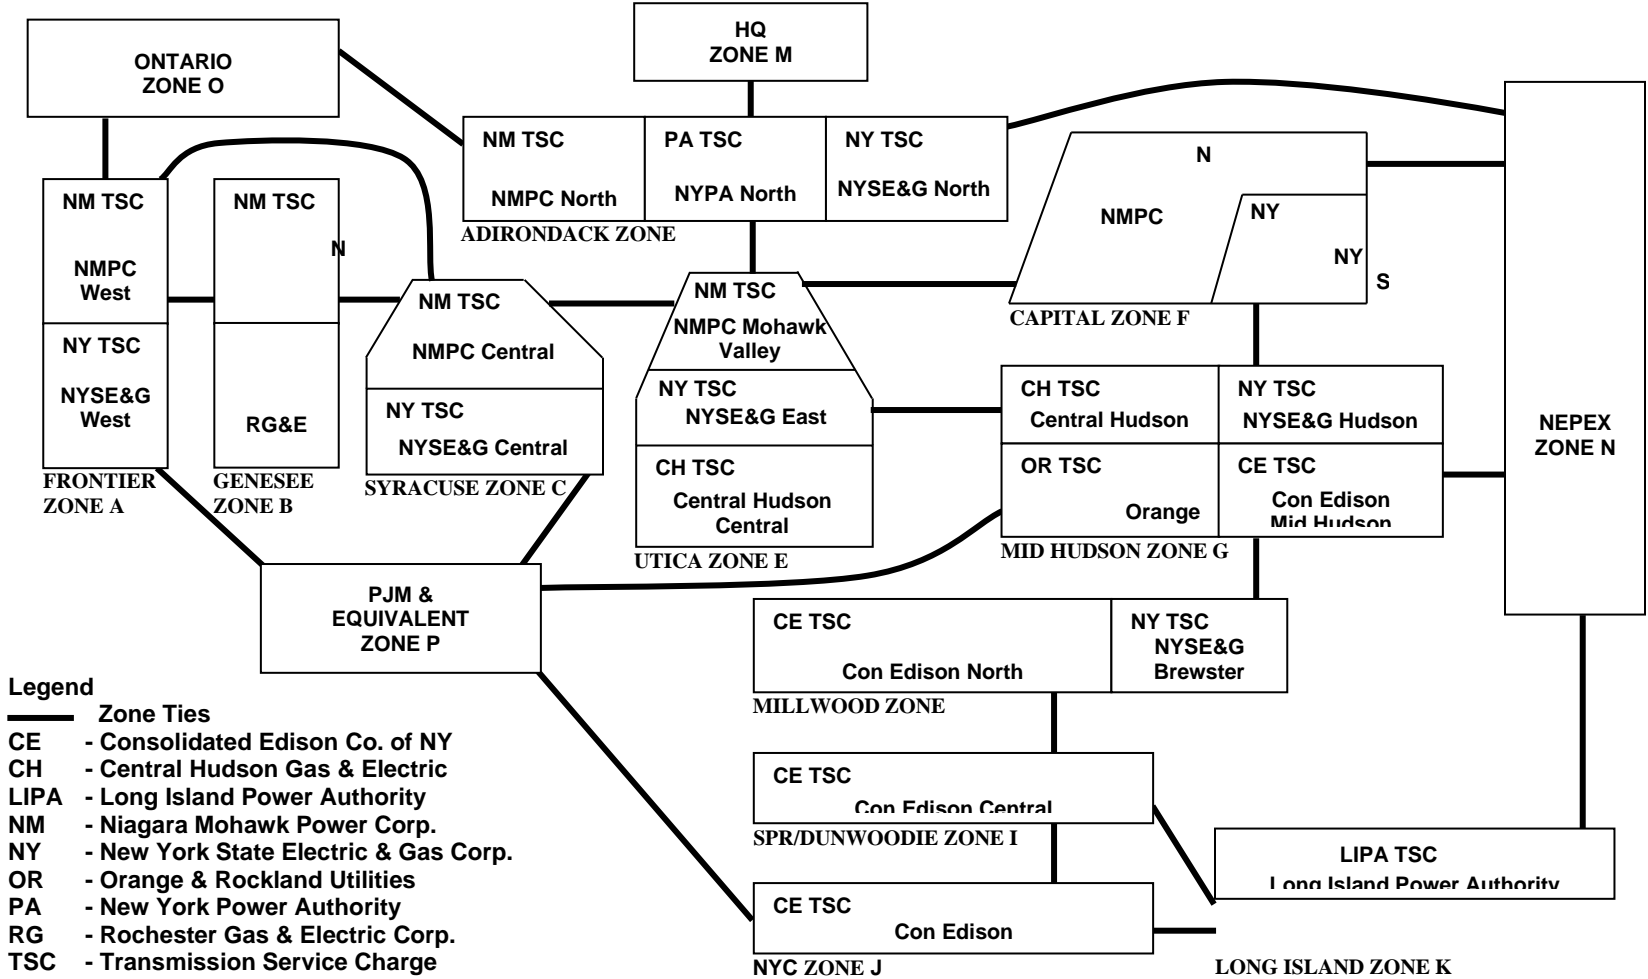 ONTARIO
ZONE O
HQ
ZONE M
NM TSC
NMPC North
PA TSC
NYPA North
NY TSC
NYSE&G North
ADIRONDACK ZONE
N
NMPC
NY
NY
S
CAPITAL ZONE F
NEPEX
ZONE N
NM TSC
NMPC
West
NY TSC
NYSE&G
West
FRONTIER
ZONE A
NM TSC
N
RG&E
GENESEE
ZONE B
NM TSC
NMPC Central
NY TSC
NYSE&G Central
SYRACUSE ZONE C
NM TSC
NMPC Mohawk
Valley
NY TSC
NYSE&G East
CH TSC
Central Hudson
Central
UTICA ZONE E
CH TSC
Central Hudson
NY TSC
NYSE&G Hudson
OR TSC
Orange
CE TSC
Con Edison
Mid Hudson
MID HUDSON ZONE G
PJM &
EQUIVALENT
ZONE P
CE TSC
Con Edison North
NY TSC
NYSE&G
Brewster
MILLWOOD ZONE
CE TSC
Con Edison Central
SPR/DUNWOODIE ZONE I
CE TSC
Con Edison
NYC ZONE J
LIPA TSC
Long Island Power Authority
LONG ISLAND ZONE K
Legend
Zone Ties
CE - Consolidated Edison Co. of NY
CH - Central Hudson Gas & Electric
LIPA - Long Island Power Authority
NM - Niagara Mohawk Power Corp.
NY - New York State Electric & Gas Corp.
OR - Orange & Rockland Utilities
PA - New York Power Authority
RG - Rochester Gas & Electric Corp.
TSC - Transmission Service Charge